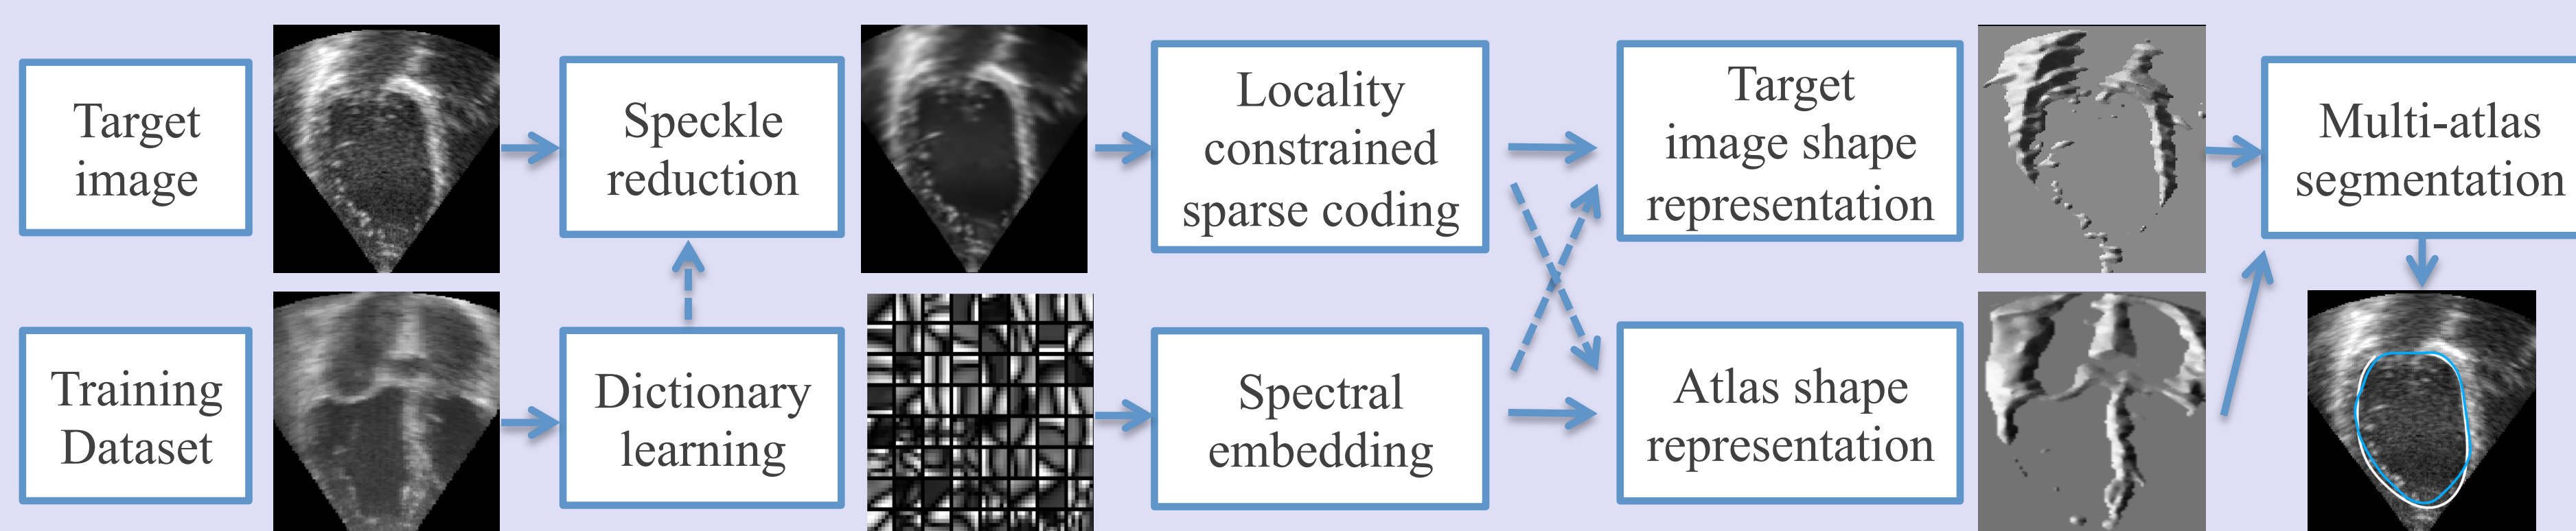 Target
image
Speckle
reduction
Locality
constrained
sparse coding
Target
image shape
representation
Multi-atlas
segmentation
Training
Dataset
Dictionary
learning
Spectral
embedding
Atlas shape
representation